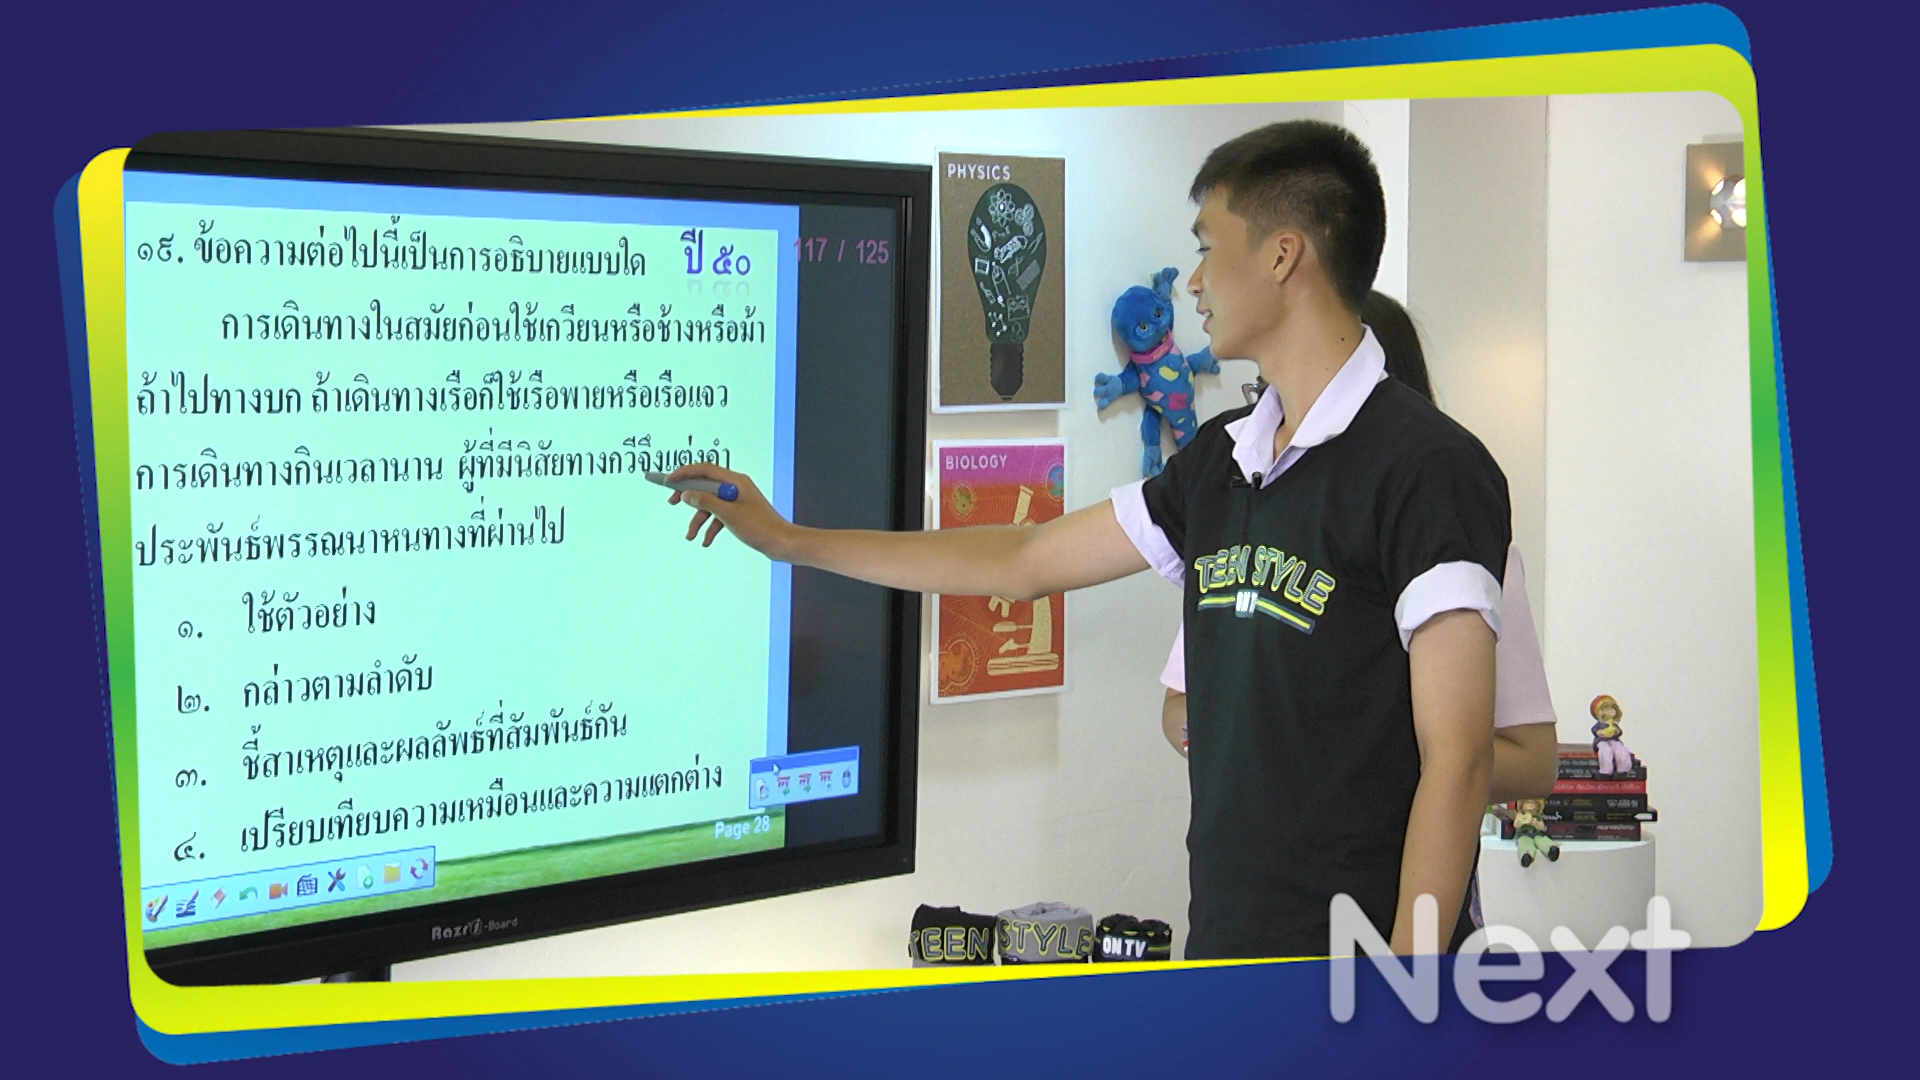 ๑๙. ข้อความต่อไปนี้เป็นการอธิบายแบบใด ปี ๕๐
117 / 125
การเดินทางในสมัยก่อนใช้เกวียนหรือช้างหรือม้า
ถ้าไปทางบก ถ้าเดินทางเรือก็ใช้เรือพายหรือเรือแจว
การเดินทางกินเวลานาน ผู้ที่มีนิสัยทางกวีจึงแต่งคำ
ประพันธ์พรรณนาหนทางที่ผ่านไป
๑. ใช้ตัวอย่าง
๒. กล่าวตามลำดับ
๓. ชี้สาเหตุและผลลัพธ์ที่สัมพันธ์กัน
๔. เปรียบเทียบความเหมือนและความแตกต่าง
Page 28
Razr i-Board
PHYSICS
BIOLOGY
TEEN STYLE
ON TV
TEEN STYLE ON TV
Next